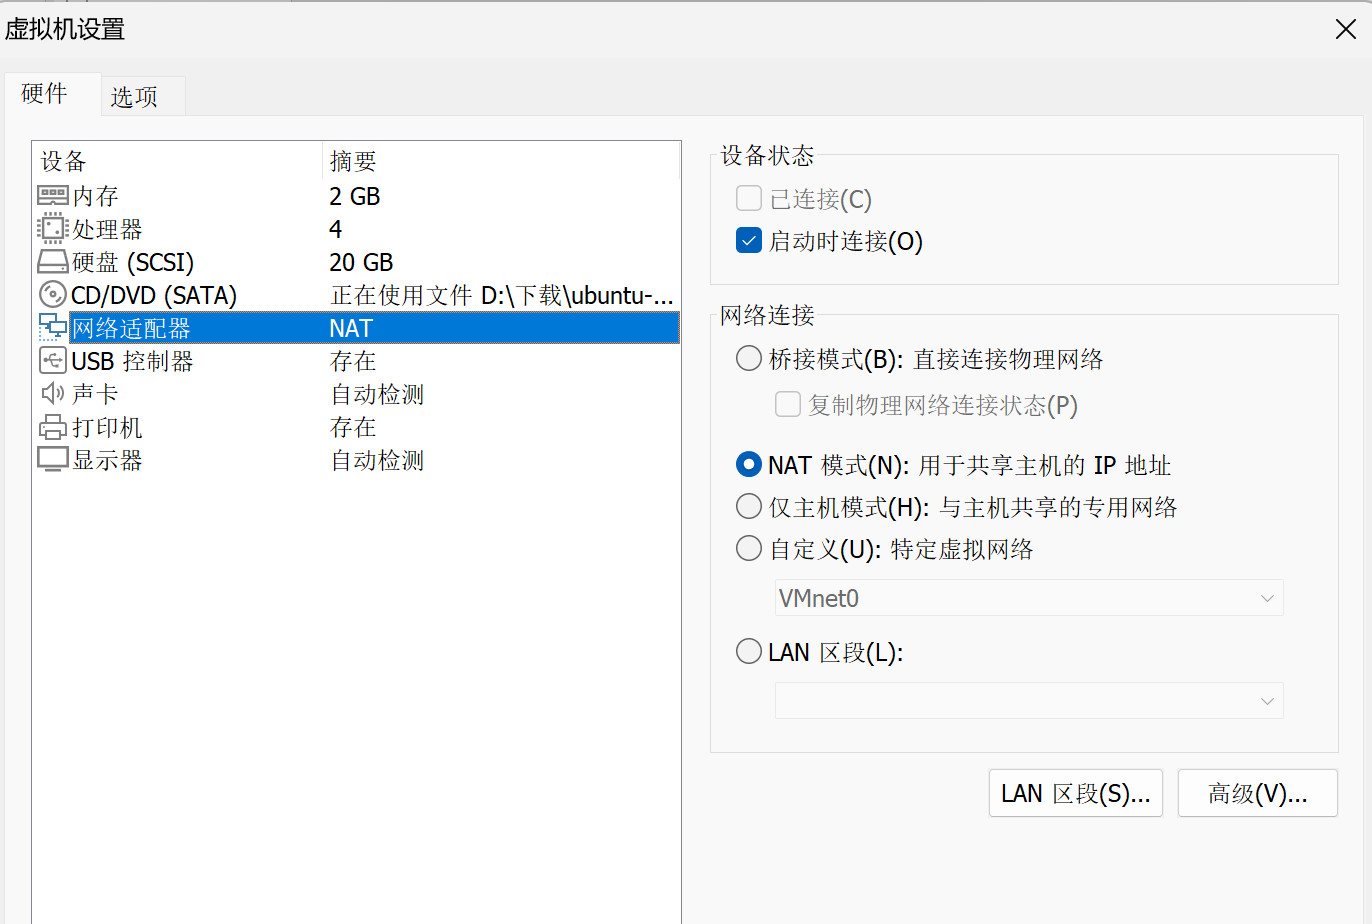 虚拟机设置
硬件
选项
设备 摘要
内存 2 GB
处理器 4
硬盘 (SCSI) 20 GB
CD/DVD (SATA) 正在使用文件 D:\下载\ubuntu-...
网络适配器 NAT
USB 控制器 存在
声卡 自动检测
打印机 存在
显示器 自动检测
设备状态
已连接(C)
启动时连接(O)
网络连接
桥接模式(B): 直接连接物理网络
复制物理网络连接状态(P)
NAT 模式(N): 用于共享主机的 IP 地址
仅主机模式(H): 与主机共享的专用网络
自定义(U): 特定虚拟网络
VMnet0
LAN 区段(L):
LAN 区段(S)...
高级(V)...